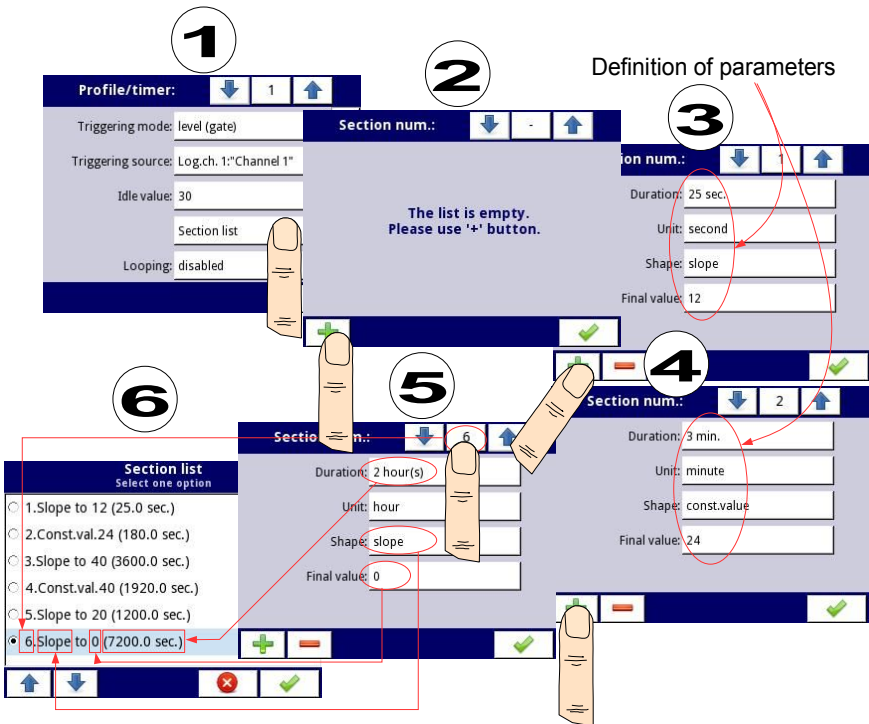 1
Profile/timer:
1
Triggering mode: level (gate)
Triggering source: Log.ch. 1:"Channel 1"
Idle value: 30
Section list
Looping: disabled
2
Section num.:
-
The list is empty.
Please use '+' button.
Definition of parameters
3
ion num.:
1
Duration: 25 sec.
Unit: second
Shape: slope
Final value: 12
4
Section num.:
2
Duration: 3 min.
Unit: minute
Shape: const.value
Final value: 24
5
6
Duration: 2 hour(s)
Unit: hour
Shape: slope
Final value: 0
6
Section list
Select one option
1.Slope to 12 (25.0 sec.)
2.Const.val.24 (180.0 sec.)
3.Slope to 40 (3600.0 sec.)
4.Const.val.40 (1920.0 sec.)
5.Slope to 20 (1200.0 sec.)
6.Slope to 0 (7200.0 sec.)